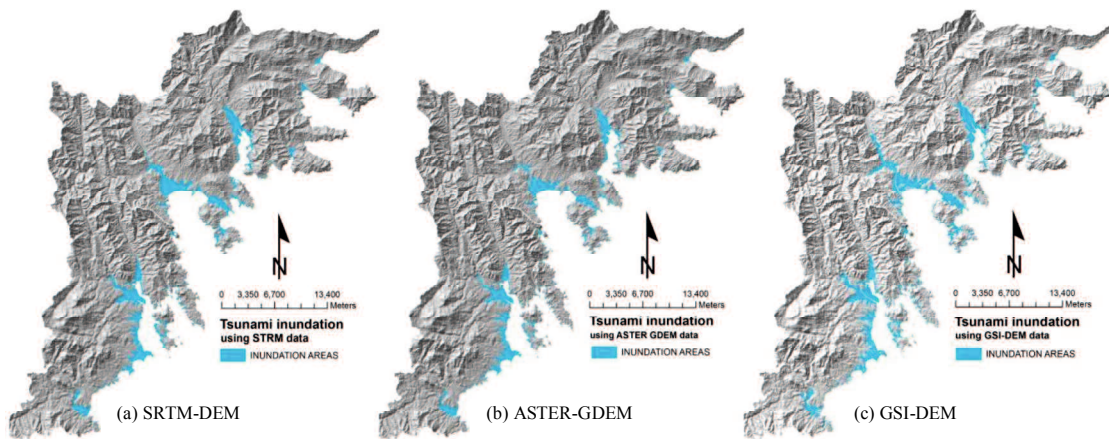 N
0 3,350 6,700 13,400
Meters
Tsunami inundation
using STRM data
INUNDATION AREAS
(a) SRTM-DEM
N
0 3,350 6,700 13,400
Meters
Tsunami inundation
using ASTER GDEM data
INUNDATION AREAS
(b) ASTER-GDEM
N
0 3,350 6,700 13,400
Meters
Tsunami inundation
using GSI-DEM data
INUNDATION AREAS
(c) GSI-DEM